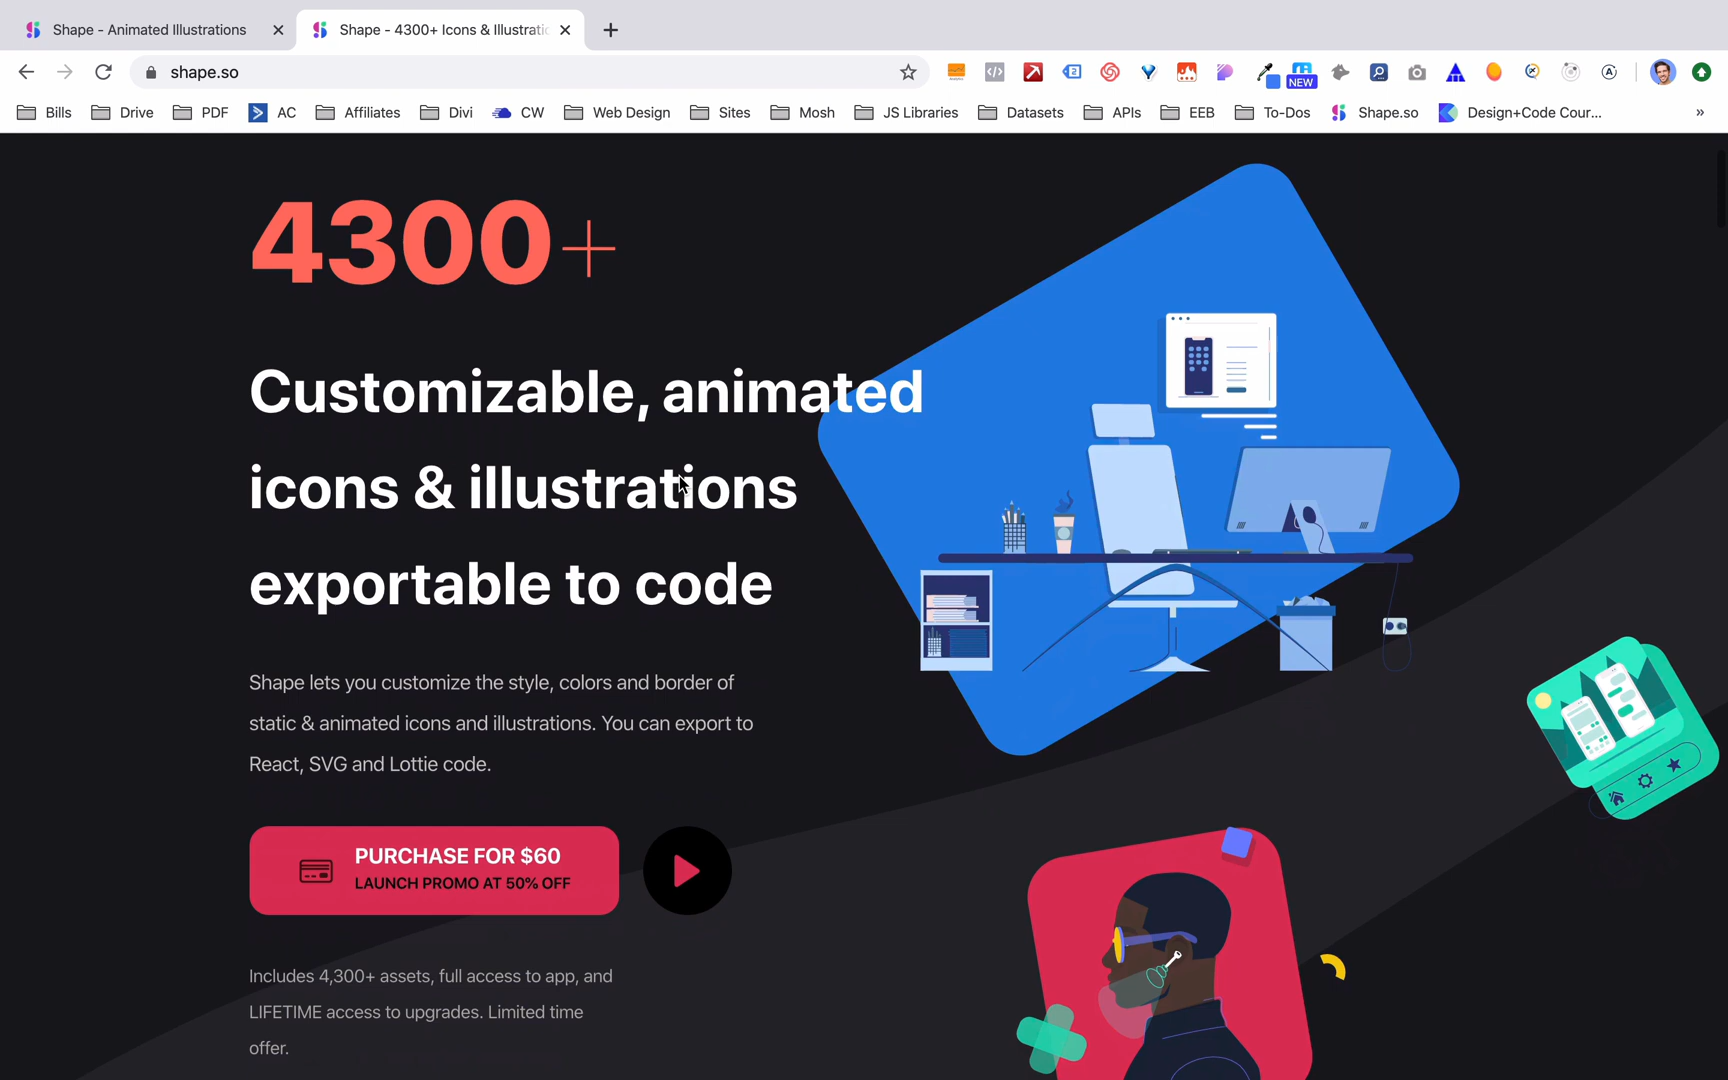 Shape - Animated Illustrations
Shape - 4300+ Icons & Illustratio
shape.so
2
NEW
Bills
Drive
PDF
AC
Affiliates
Divi
CW
Web Design
Sites
Mosh
JS Libraries
Datasets
APIs
EEB
To-Dos
Shape.so
Design+Code Cour...
»
4300+
Customizable, animated
icons & illustrations
exportable to code
Shape lets you customize the style, colors and border of
static & animated icons and illustrations. You can export to
React, SVG and Lottie code.
PURCHASE FOR $60
LAUNCH PROMO AT 50% OFF
Includes 4,300+ assets, full access to app, and
LIFETIME access to upgrades. Limited time
offer.